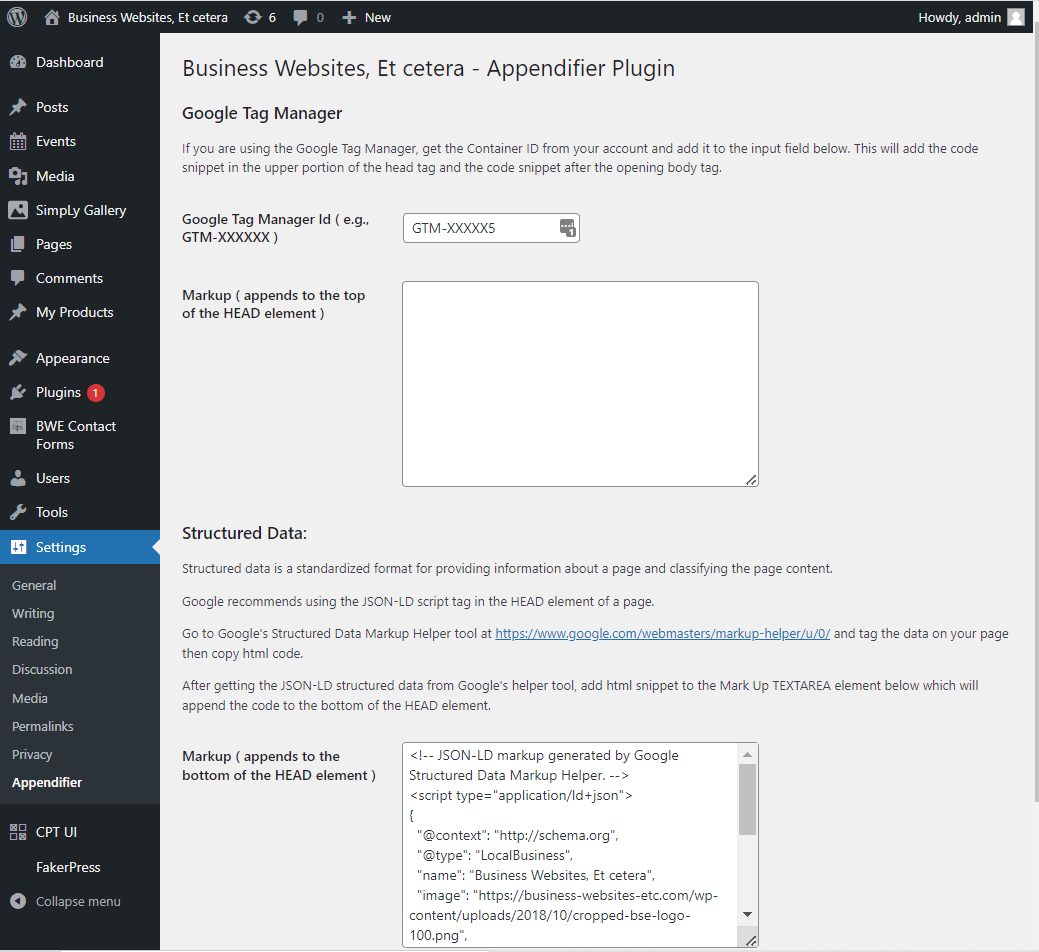 Business Websites, Et cetera 6 0 New Howdy, admin
Dashboard
Posts
Events
Media
SimpLy Gallery
Pages
Comments
My Products
Appearance
Plugins 1
BWE Contact
Forms
Users
Tools
Settings
General
Writing
Reading
Discussion
Media
Permalinks
Privacy
Appendifier
CPT UI
FakerPress
Collapse menu
Business Websites, Et cetera - Appendifier Plugin
Google Tag Manager
If you are using the Google Tag Manager, get the Container ID from your account and add it to the input field below. This will add the code
snippet in the upper portion of the head tag and the code snippet after the opening body tag.
Google Tag Manager Id ( e.g.,
GTM-XXXXXX )
GTM-XXXXX5
1
Markup ( appends to the top
of the HEAD element )
Structured Data:
Structured data is a standardized format for providing information about a page and classifying the page content.
Google recommends using the JSON-LD script tag in the HEAD element of a page.
Go to Google's Structured Data Markup Helper tool at https://www.google.com/webmasters/markup-helper/u/0/ and tag the data on your page
then copy html code.
After getting the JSON-LD structured data from Google's helper tool, add html snippet to the Mark Up TEXTAREA element below which will
append the code to the bottom of the HEAD element.
Markup ( appends to the
bottom of the HEAD element )
<!-- JSON-LD markup generated by Google
Structured Data Markup Helper. -->
<script type="application/ld+json">
{
"@context": "http://schema.org",
"@type": "LocalBusiness",
"name": "Business Websites, Et cetera",
"image": "https://business-websites-etc.com/wp-
content/uploads/2018/10/cropped-bse-logo-
100.png",